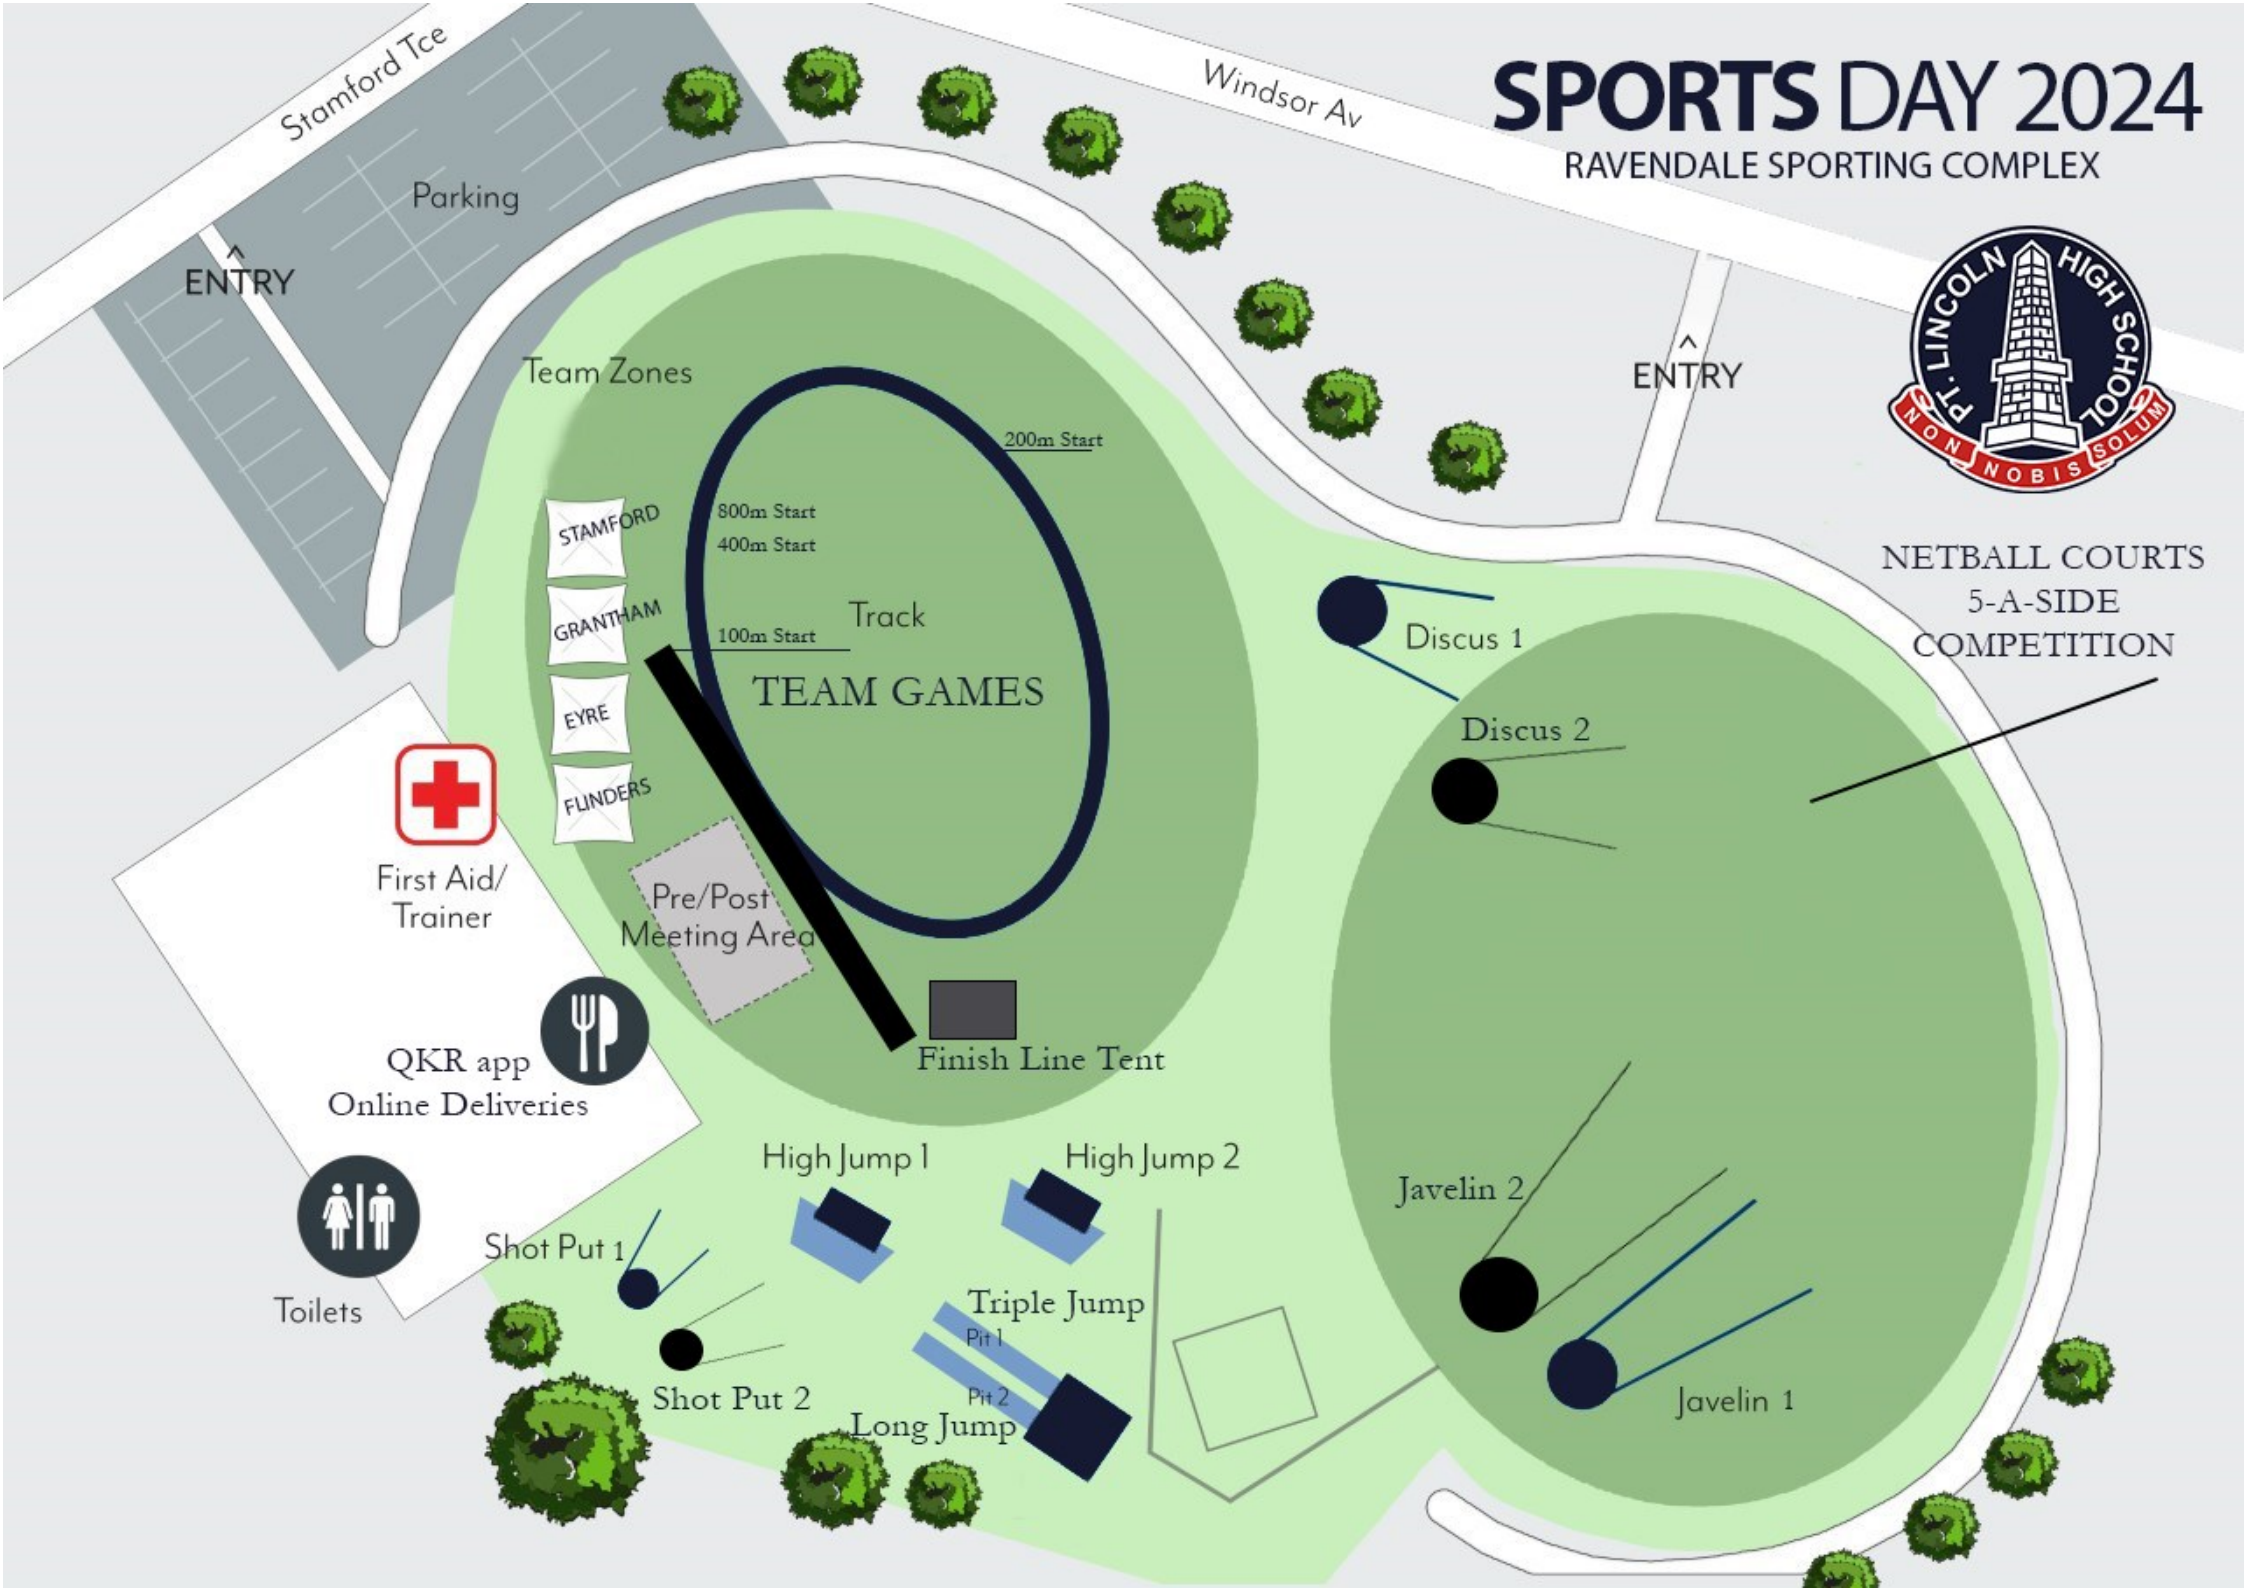 Stamford Tce
Windsor Av
SPORTS DAY 2024
RAVENDALE SPORTING COMPLEX
Parking
^
ENTRY
^
ENTRY
PT. LINCOLN HIGH SCHOOL
NON NOBIS SOLUM
Team Zones
200m Start
800m Start
400m Start
100m Start
Track
TEAM GAMES
STAMFORD
GRANTHAM
EYRE
FLINDERS
NETBALL COURTS
5-A-SIDE
COMPETITION
Discus 1
Discus 2
First Aid/
Trainer
Pre/Post
Meeting Area
QKR app
Online Deliveries
Finish Line Tent
Toilets
High Jump 1
High Jump 2
Shot Put 1
Shot Put 2
Triple Jump
Pit 1
Pit 2
Long Jump
Javelin 2
Javelin 1